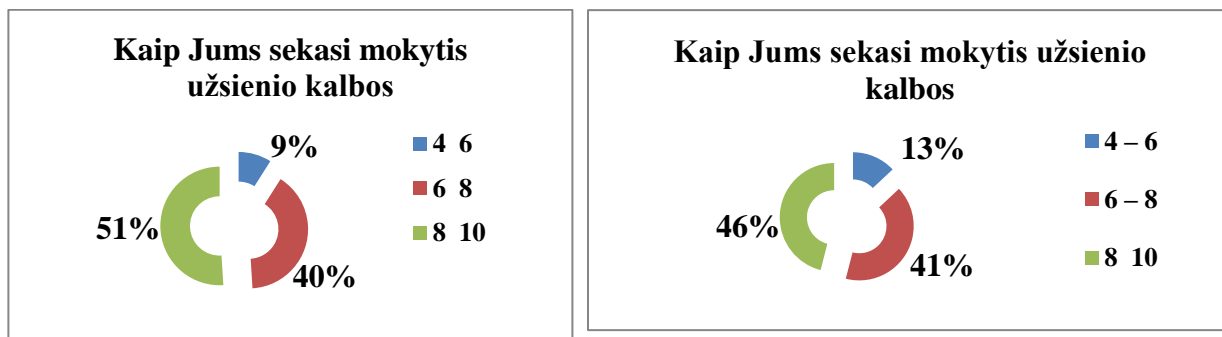 Kaip Jums sekasi mokytis
užsienio kalbos
9%
4 6
6 8
51%
8 10
40%
Kaip Jums sekasi mokytis užsienio
kalbos
13%
4 – 6
6 – 8
46%
8 10
41%